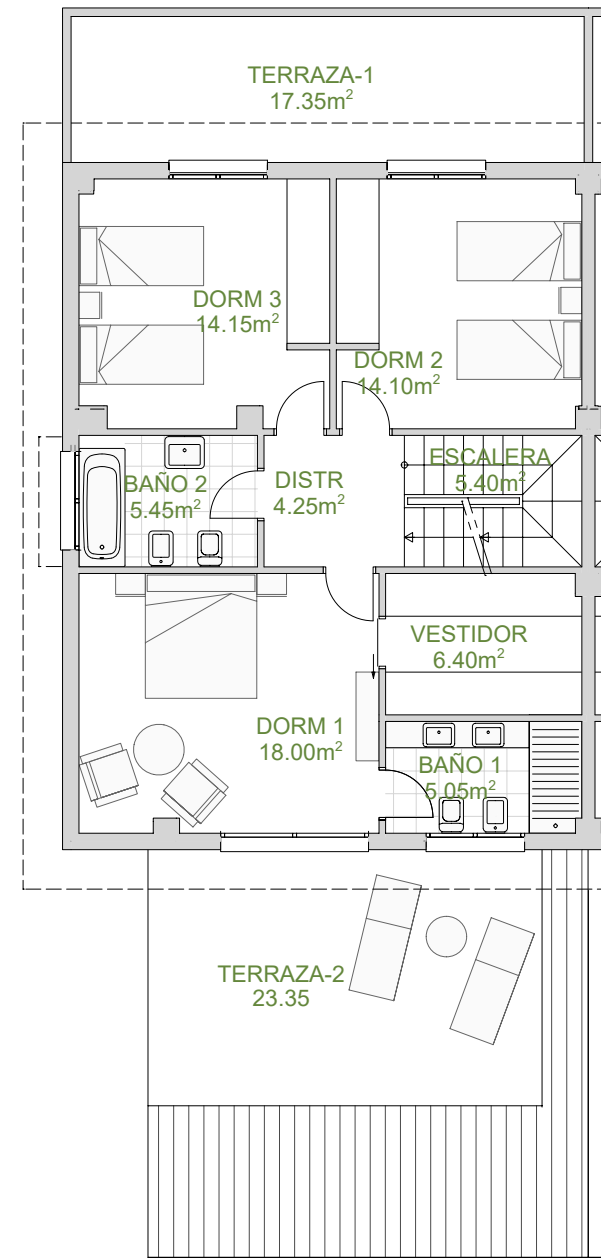 TERRAZA-1
17.35m²
DORM 3
14.15m²
DORM 2
14.10m²
BAÑO 2
5.45m²
DISTR
4.25m²
ESCALERA
5.40m²
VESTIDOR
6.40m²
DORM 1
18.00m²
BAÑO 1
5.05m²
TERRAZA-2
23.35